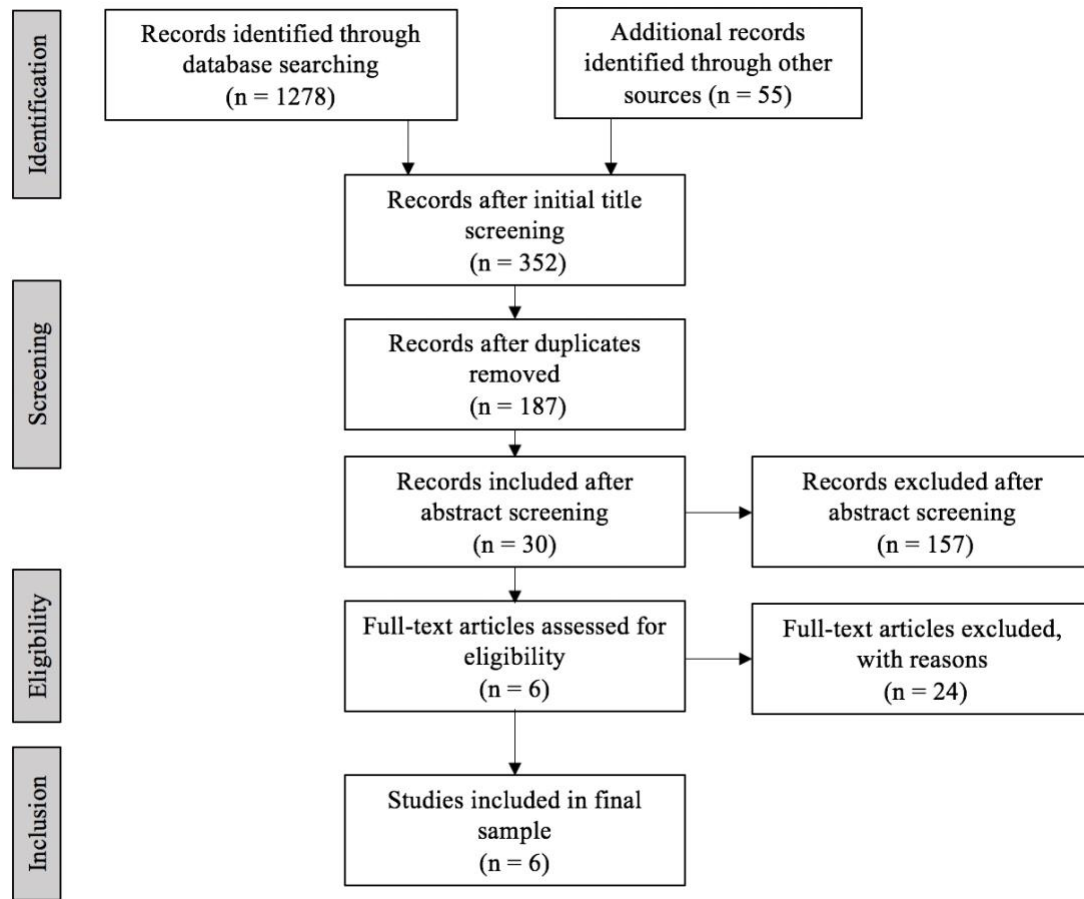 Identification
Records identified through
database searching
(n = 1278)
Additional records
identified through other
sources (n = 55)
Records after initial title
screening
(n = 352)
Screening
Records after duplicates
removed
(n = 187)
Records included after
abstract screening
(n = 30)
Records excluded after
abstract screening
(n = 157)
Eligibility
Full-text articles assessed for
eligibility
(n = 6)
Full-text articles excluded,
with reasons
(n = 24)
Inclusion
Studies included in final
sample
(n = 6)